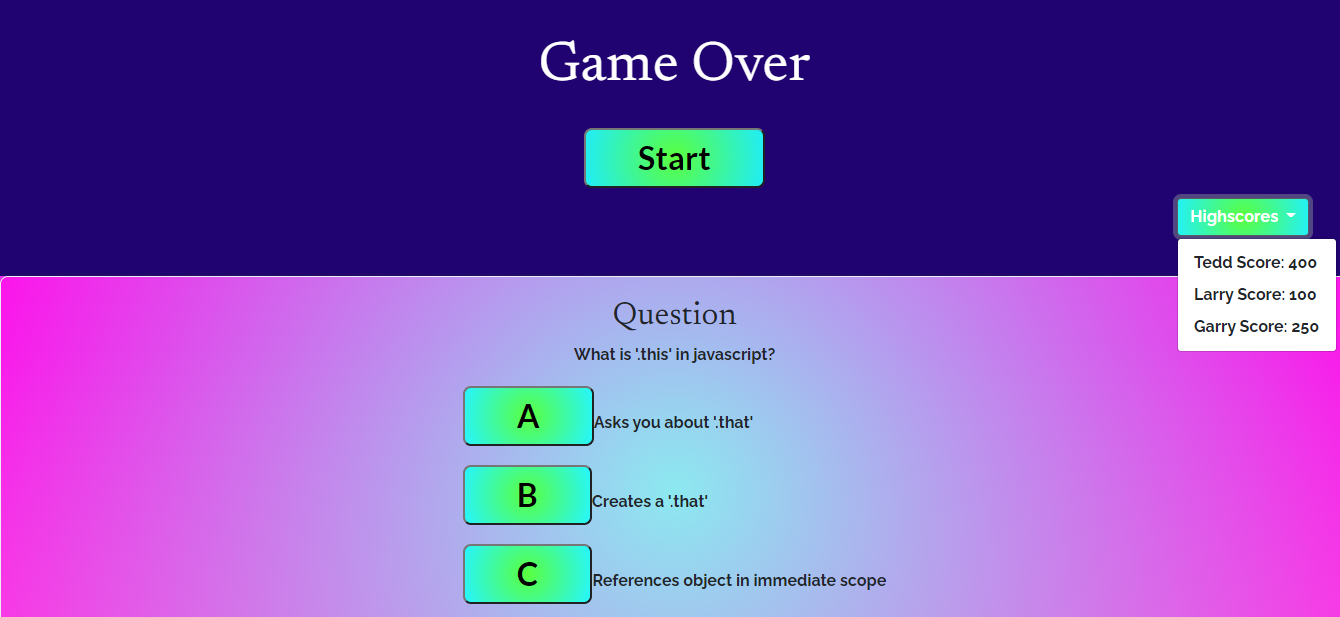 Game Over
Start
Highscores
Tedd Score: 400
Larry Score: 100
Garry Score: 250
Question
What is '.this' in javascript?
A Asks you about '.that'
B Creates a '.that'
C References object in immediate scope